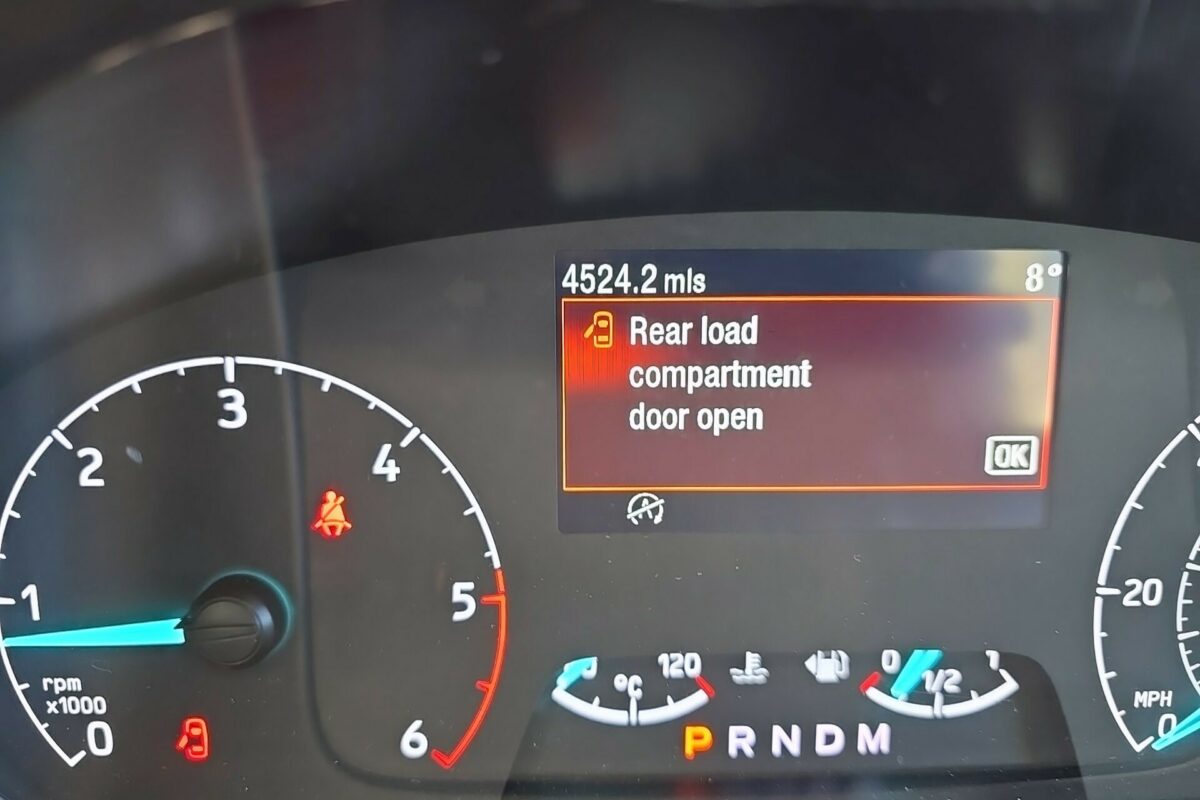 4524.2 mls 8°
Rear load
compartment
door open
OK
A
0
1
2
3
4
5
6
rpm
x1000
0 °C 120
0 1/2 1
P R N D M
20
MPH
0